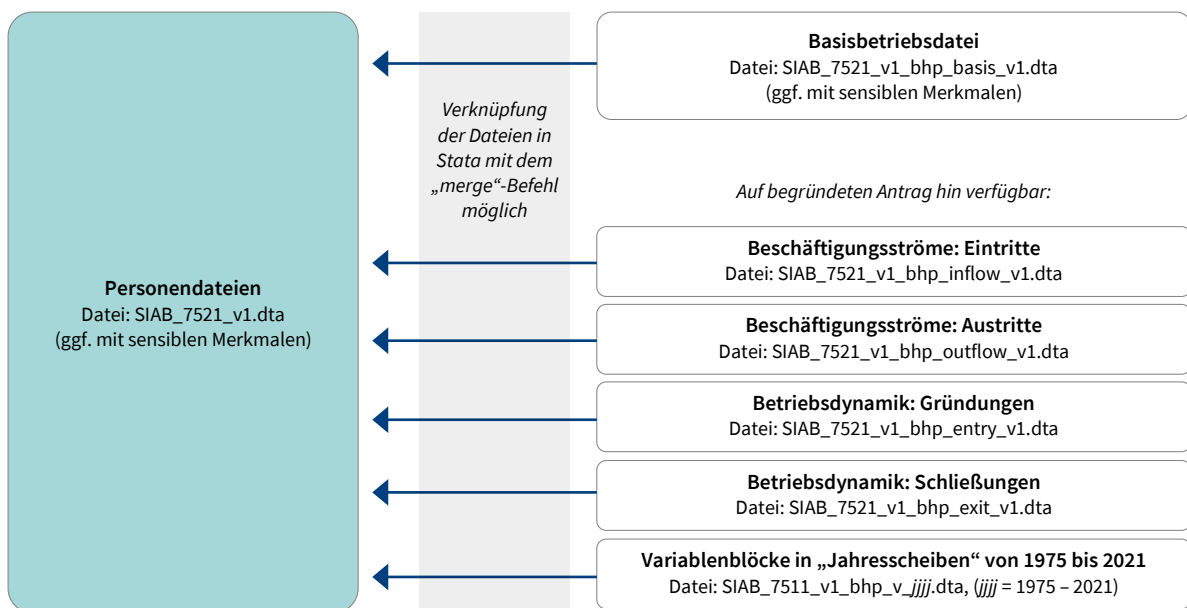 Personendateien
Datei: SIAB_7521_v1.dta
(ggf. mit sensiblen Merkmalen)
Verknüpfung
der Dateien in
Stata mit dem
„merge“-Befehl
möglich
Basisbetriebsdatei
Datei: SIAB_7521_v1_bhp_basis_v1.dta
(ggf. mit sensiblen Merkmalen)
Auf begründeten Antrag hin verfügbar:
Beschäftigungsströme: Eintritte
Datei: SIAB_7521_v1_bhp_inflow_v1.dta
Beschäftigungsströme: Austritte
Datei: SIAB_7521_v1_bhp_outflow_v1.dta
Betriebsdynamik: Gründungen
Datei: SIAB_7521_v1_bhp_entry_v1.dta
Betriebsdynamik: Schließungen
Datei: SIAB_7521_v1_bhp_exit_v1.dta
Variablenblöcke in „Jahresscheiben“ von 1975 bis 2021
Datei: SIAB_7511_v1_bhp_v_jjjj.dta, (jjjj = 1975 – 2021)